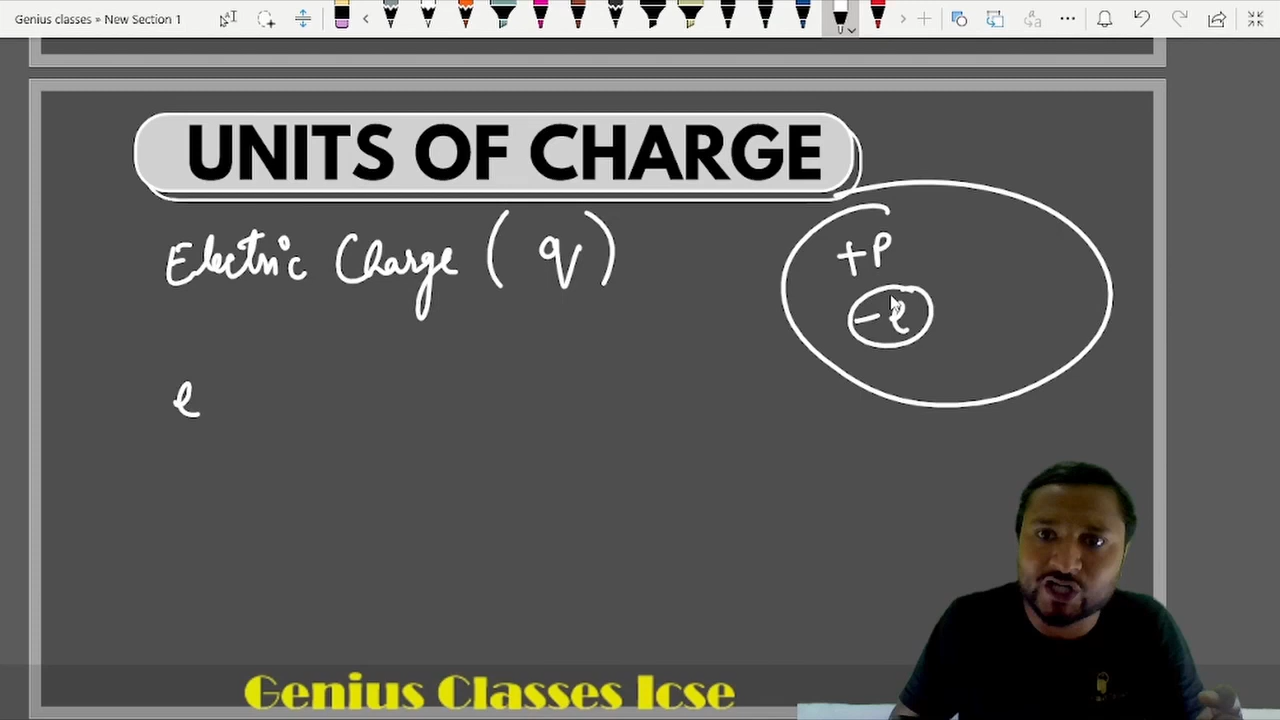 Genius classes » New Section 1
UNITS OF CHARGE
Electric Charge (q)
+P
-e
e
Genius Classes Icse